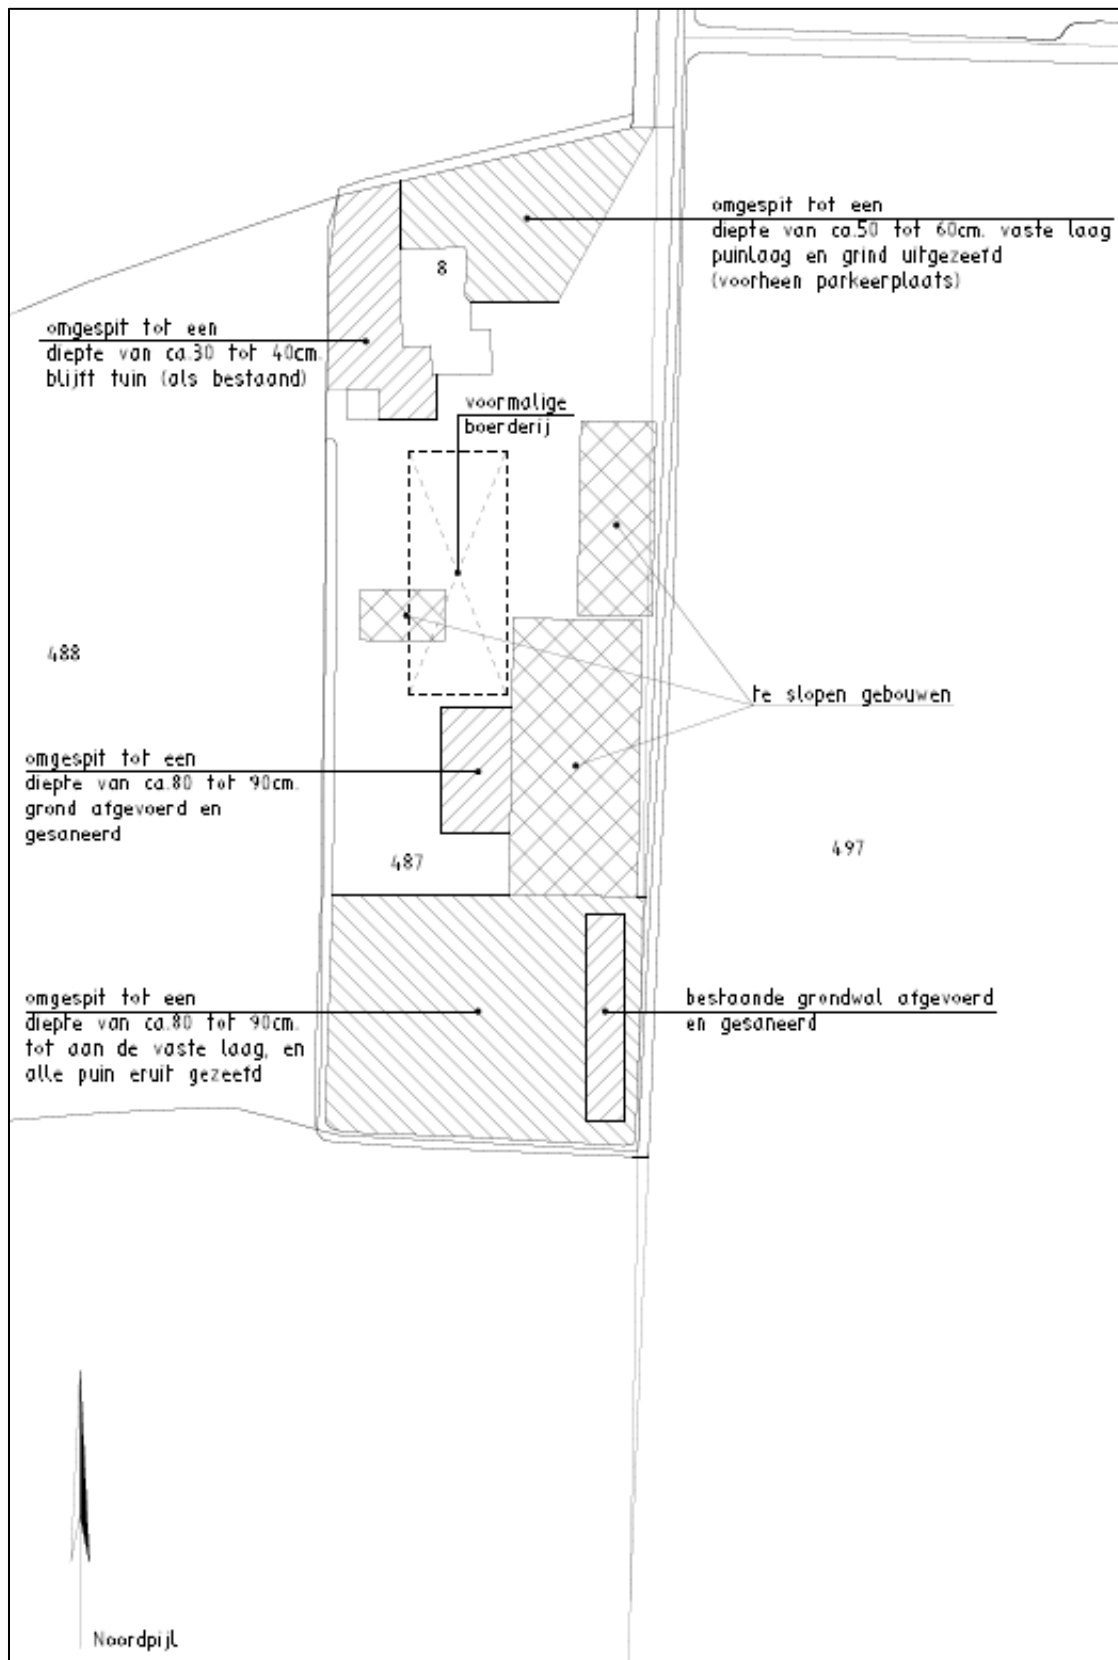 omgespit tot een
diepte van ca.50 tot 60cm. vaste laag
puinlaag en grind uitgezeefd
(voorheen parkeerplaats)
8
omgespit tot een
diepte van ca.30 tot 40cm.
blijft tuin (als bestaand)
voormalige
boerderij
488
te slopen gebouwen
omgespit tot een
diepte van ca.80 tot 90cm.
grond afgevoerd en
gesaneerd
487
497
omgespit tot een
diepte van ca.80 tot 90cm.
tot aan de vaste laag, en
alle puin eruit gezeefd
bestaande grondwal afgevoerd
en gesaneerd
Noordpijl